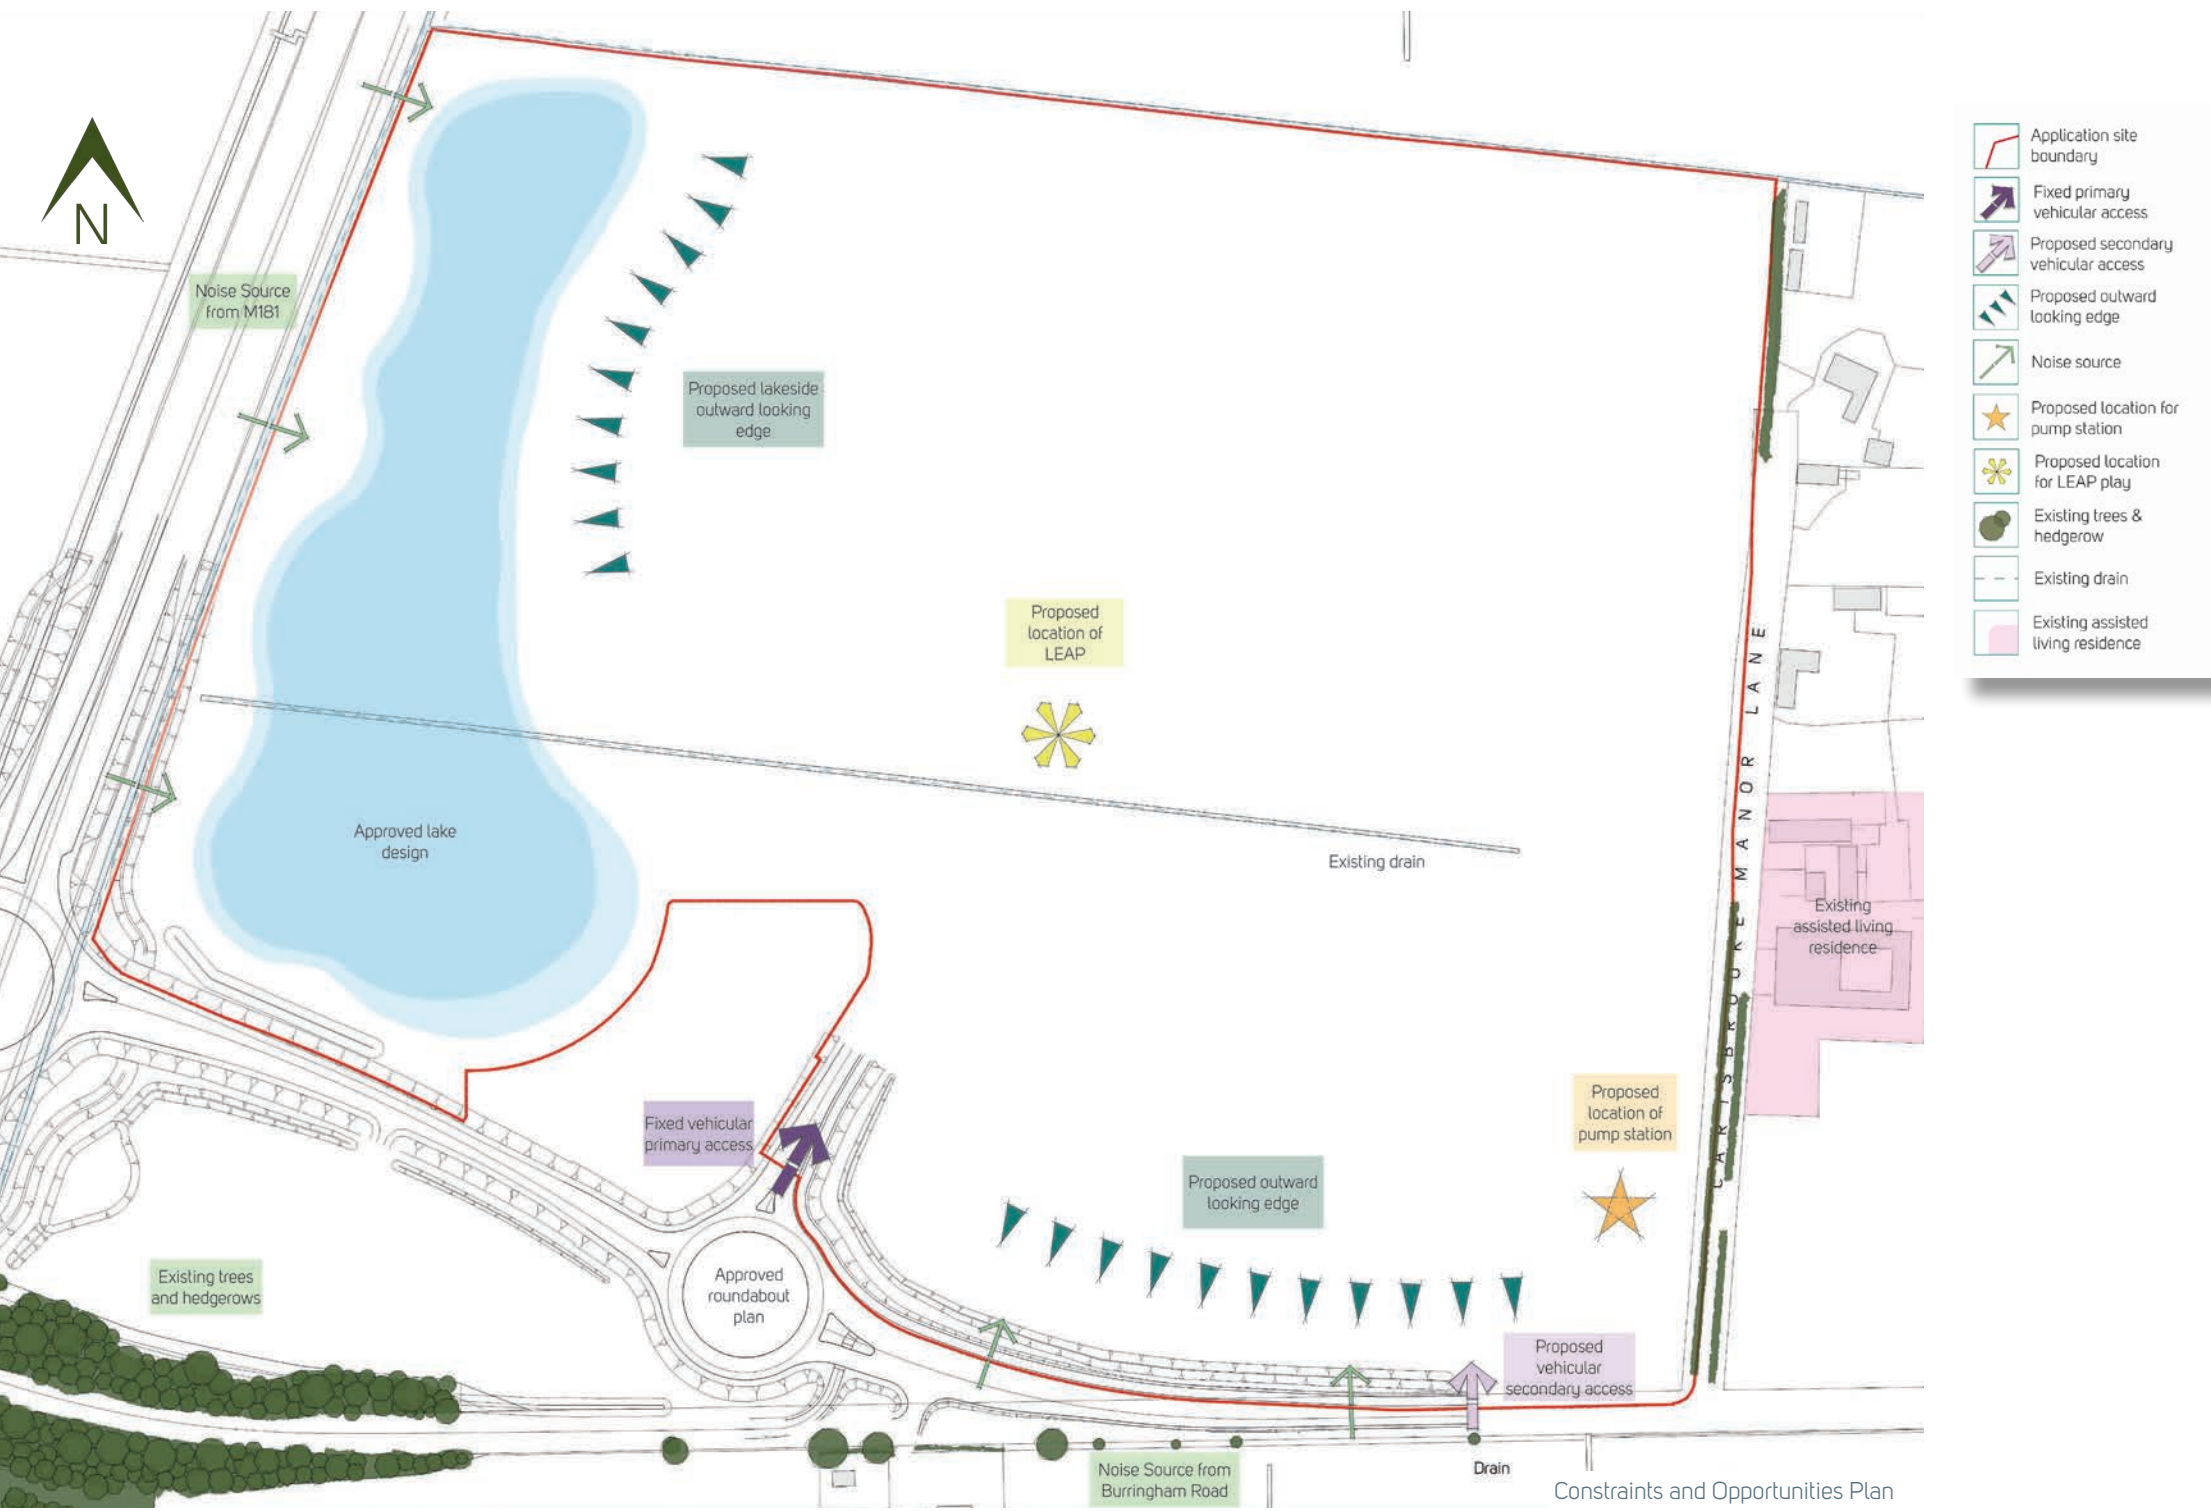 N
Noise Source
from M181
Proposed lakeside
outward looking
edge
Proposed
location of
LEAP
Approved lake
design
Existing drain
CARISBROOKE MANOR LANE
Existing
assisted living
residence
Fixed vehicular
primary access
Proposed
location of
pump station
Proposed outward
looking edge
Existing trees
and hedgerows
Approved
roundabout
plan
Proposed
vehicular
secondary access
Noise Source from
Burringham Road
Drain
Constraints and Opportunities Plan
Application site
boundary
Fixed primary
vehicular access
Proposed secondary
vehicular access
Proposed outward
looking edge
Noise source
Proposed location for
pump station
Proposed location
for LEAP play
Existing trees &
hedgerow
Existing drain
Existing assisted
living residence